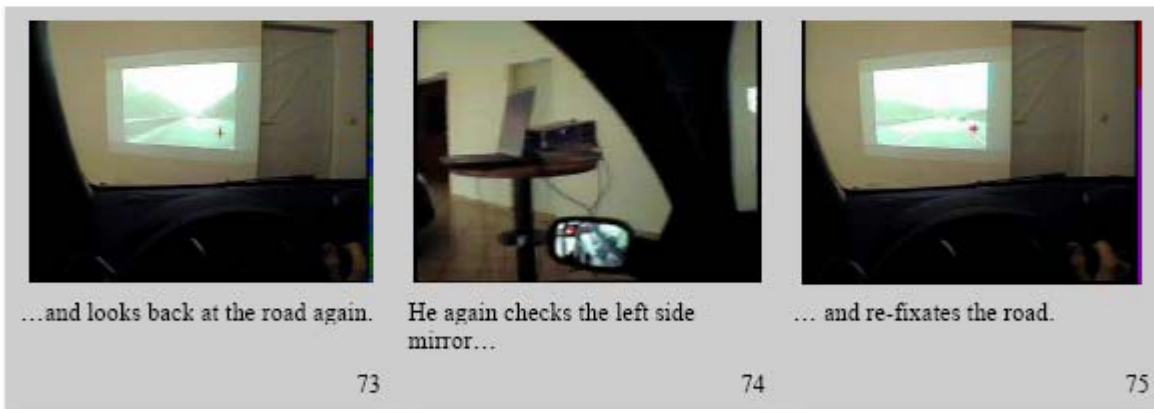 …and looks back at the road again.
He again checks the left side
mirror…
… and re-fixates the road.
73
74
75